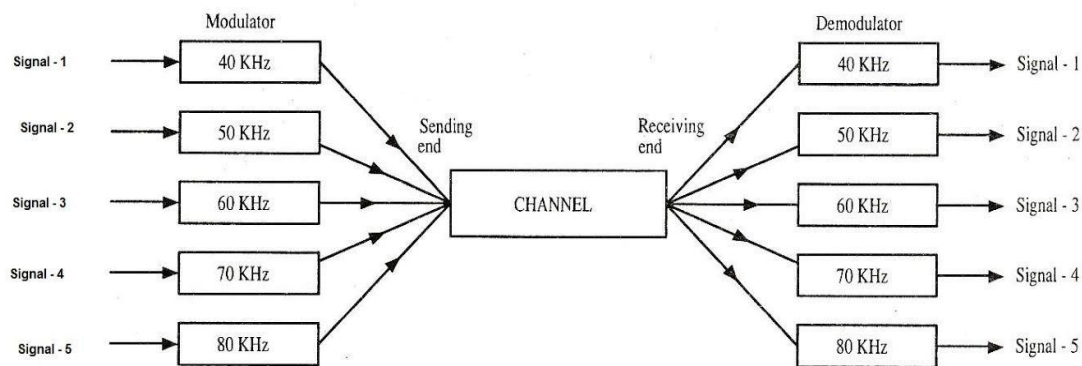 Modulator
Demodulator
Signal - 1
40 KHz
40 KHz
Signal - 1
Signal - 2
50 KHz
Sending
end
Receiving
end
50 KHz
Signal - 2
Signal - 3
60 KHz
CHANNEL
60 KHz
Signal - 3
Signal - 4
70 KHz
70 KHz
Signal - 4
Signal - 5
80 KHz
80 KHz
Signal - 5